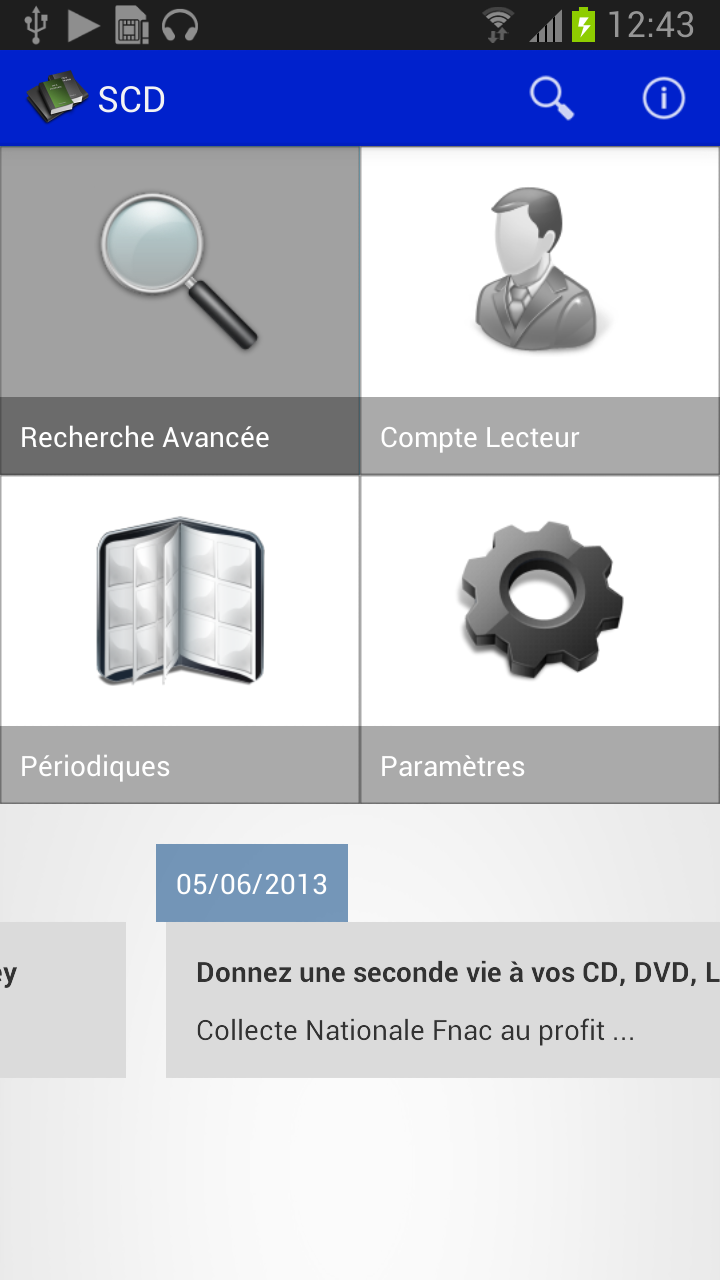 12:43
SCD
Recherche Avancée
Compte Lecteur
Périodiques
Paramètres
05/06/2013
ey
Donnez une seconde vie à vos CD, DVD, L
Collecte Nationale Fnac au profit ...